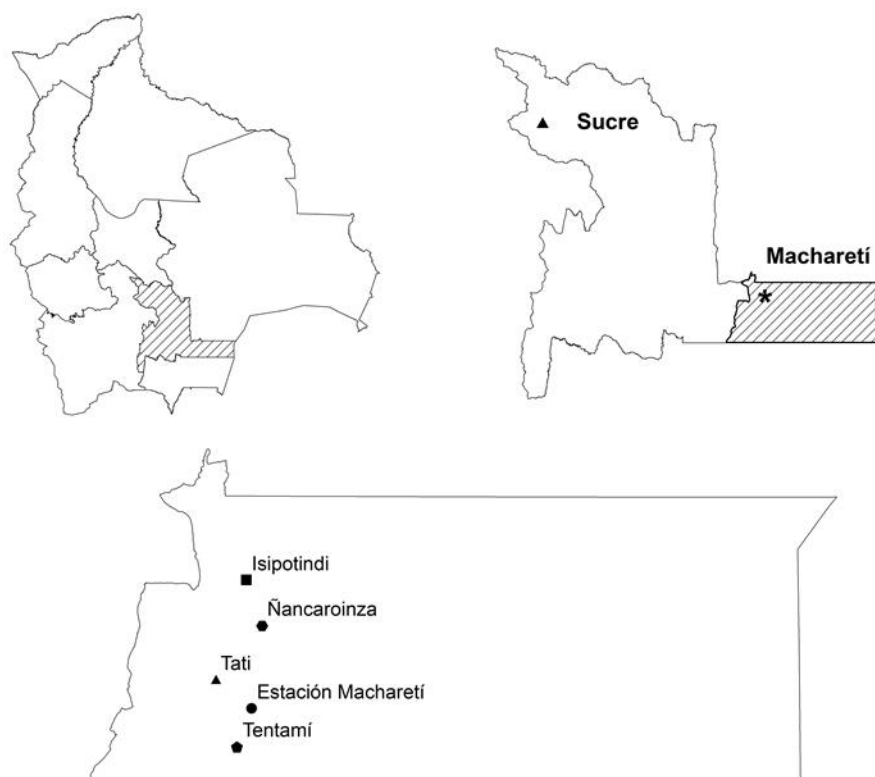 Sucre
Macharetí
*
Isipotindi
Ñancaroinza
Tati
Estación Macharetí
Tentamí